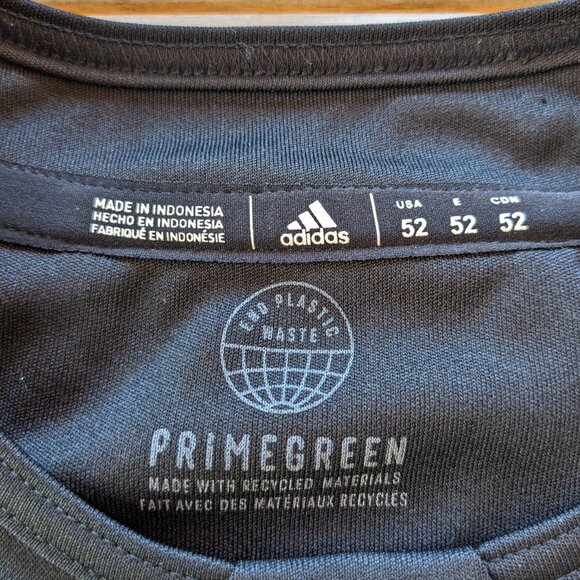 MADE IN INDONESIA
HECHO EN INDONESIA
FABRIQUÉ EN INDONÉSIE
adidas
USA E CDN
52 52 52
END PLASTIC
WASTE
PRIMEGREEN
MADE WITH RECYCLED MATERIALS
FAIT AVEC DES MATÉRIAUX RECYCLÉS